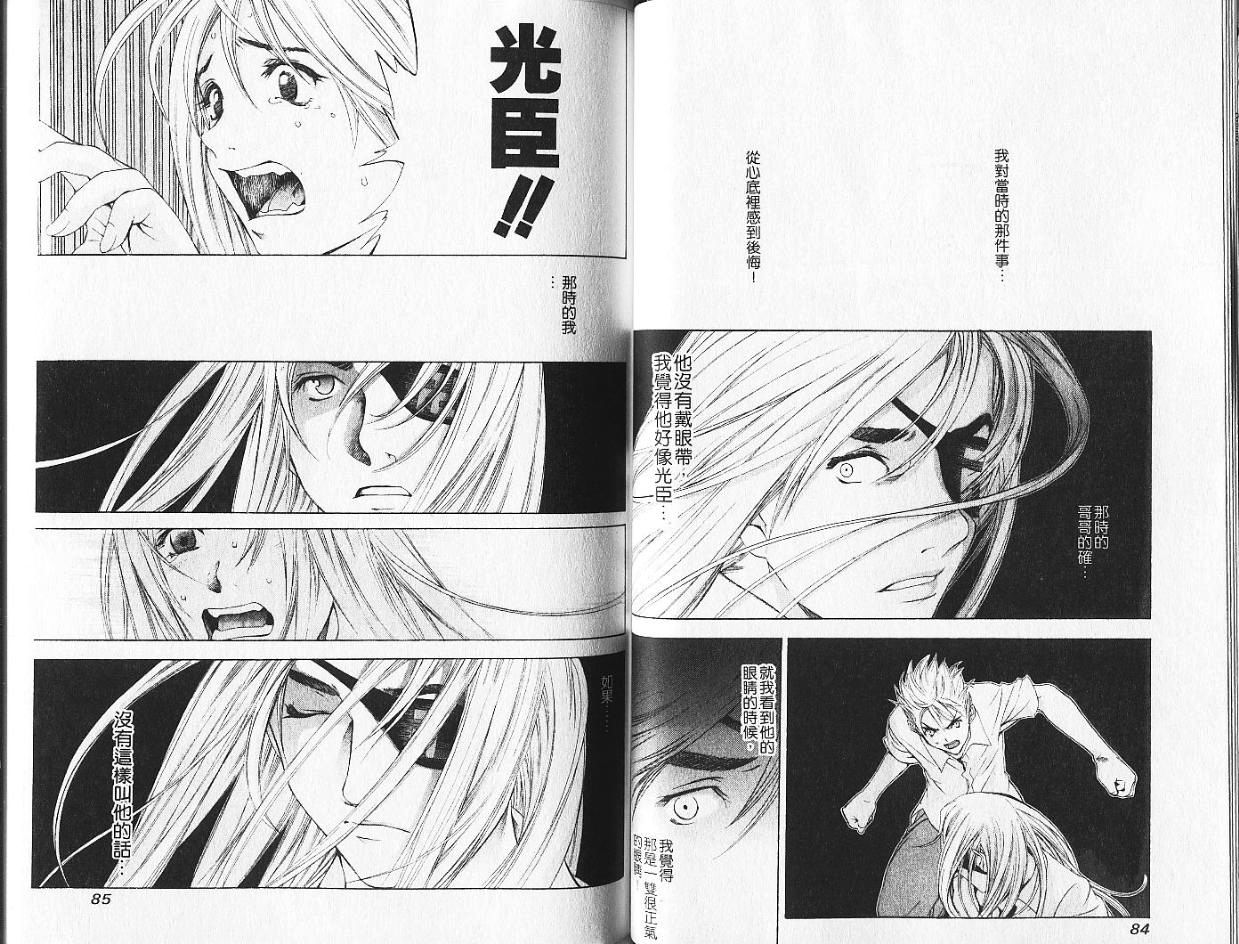 我對當時的那件事…
從心底裡感到後悔！
那時的
哥哥的確…
他沒有戴眼帶，
我覺得他好像光臣…
就我看到他的
眼睛的時候，
我覺得
那是一雙很正氣
84
光臣!!
那時的我
…
如果……
沒有這樣叫他的話…
85